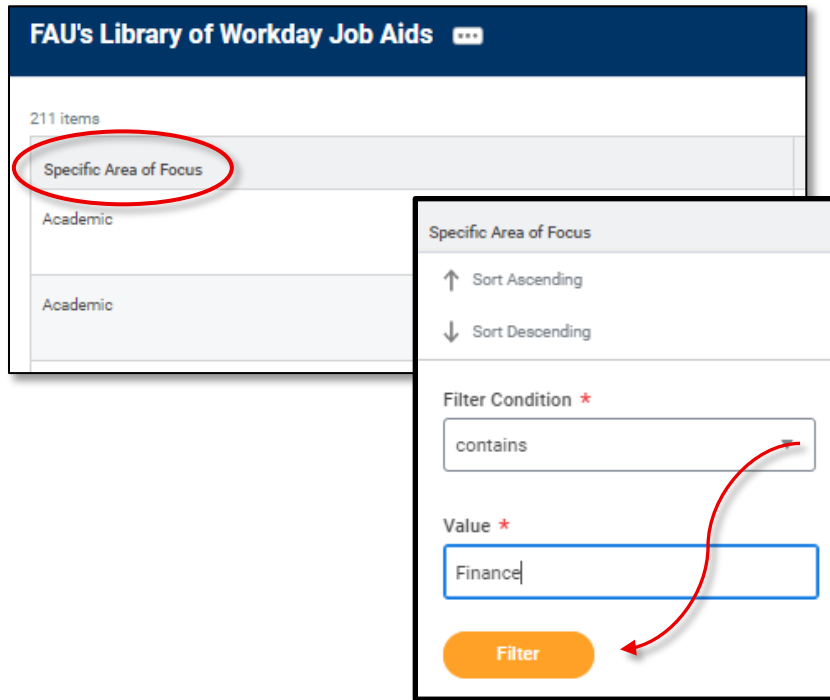 FAU's Library of Workday Job Aids
211 items
Specific Area of Focus
Academic
Academic
Specific Area of Focus
Sort Ascending
Sort Descending
Filter Condition *
contains
Value *
Finance
Filter